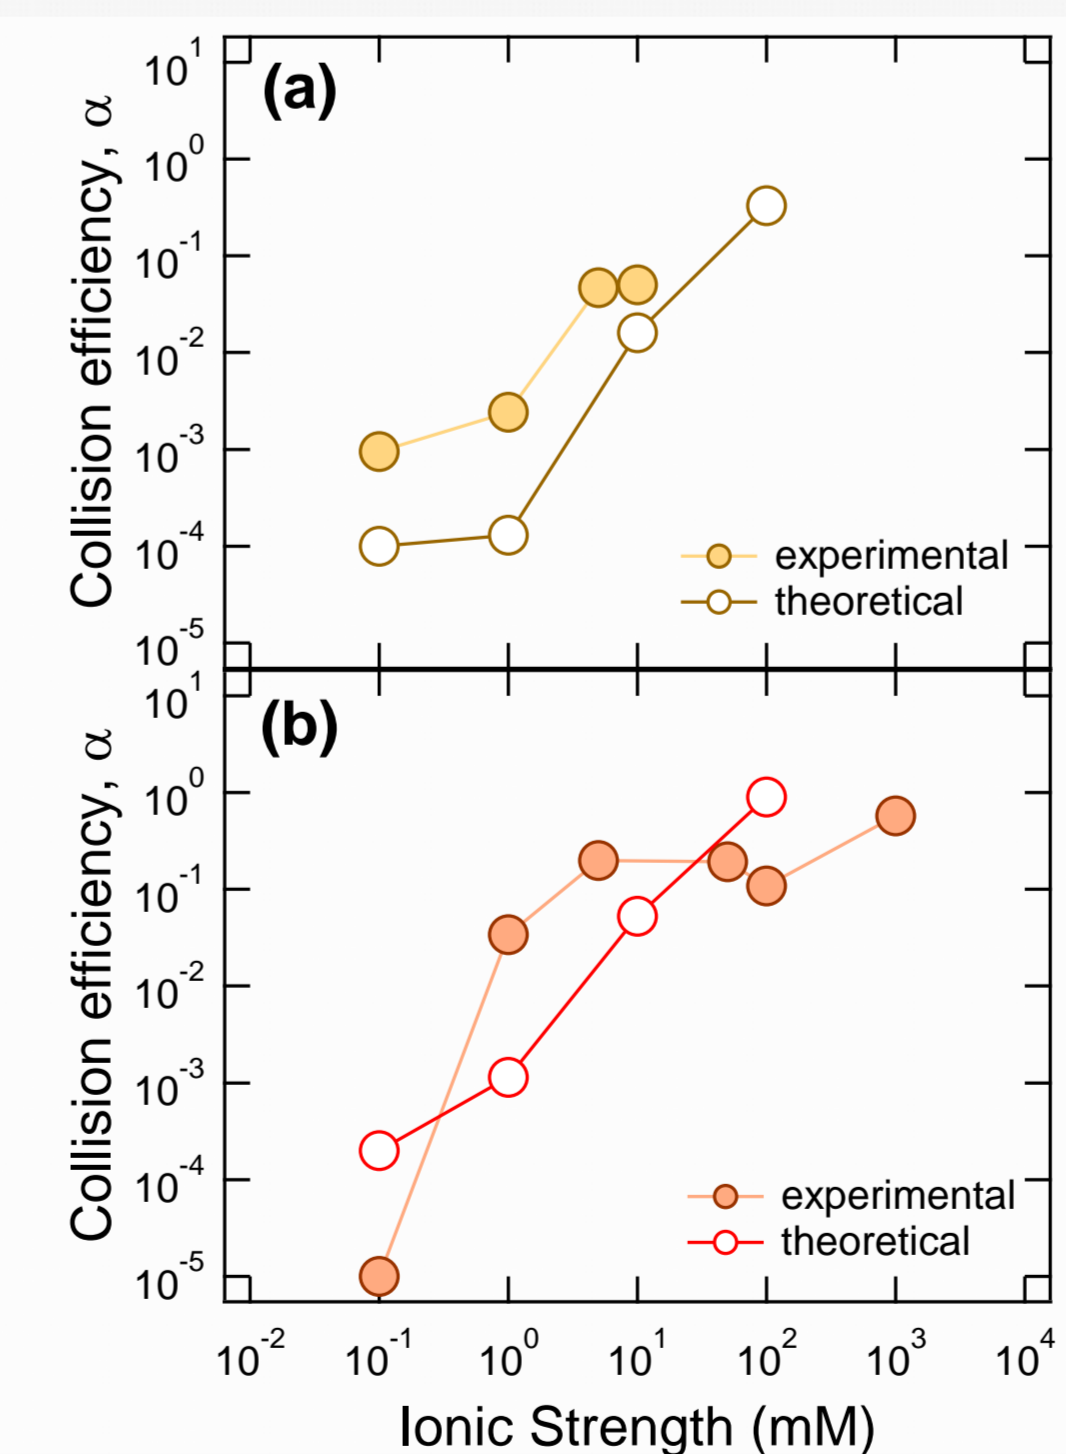 (a)
Collision efficiency, α
10^1
10^0
10^-1
10^-2
10^-3
10^-4
10^-5
experimental
theoretical
(b)
Collision efficiency, α
10^1
10^0
10^-1
10^-2
10^-3
10^-4
10^-5
experimental
theoretical
10^-2 10^-1 10^0 10^1 10^2 10^3 10^4
Ionic Strength (mM)